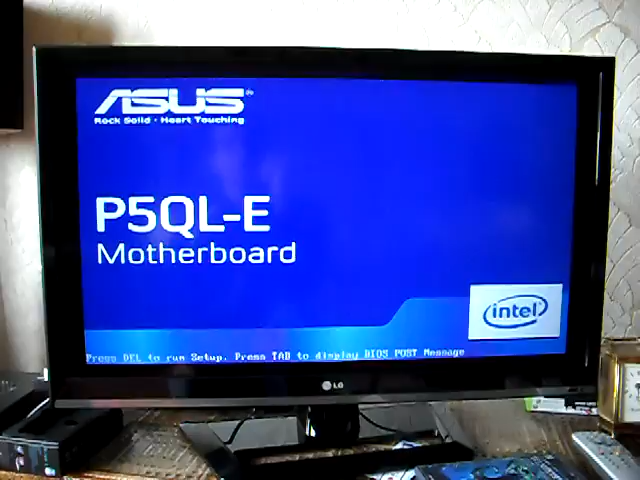 ASUS®
Rock Solid · Heart Touching
P5QL-E
Motherboard
intel®
Press DEL to run Setup. Press TAB to display BIOS POST Message
LG